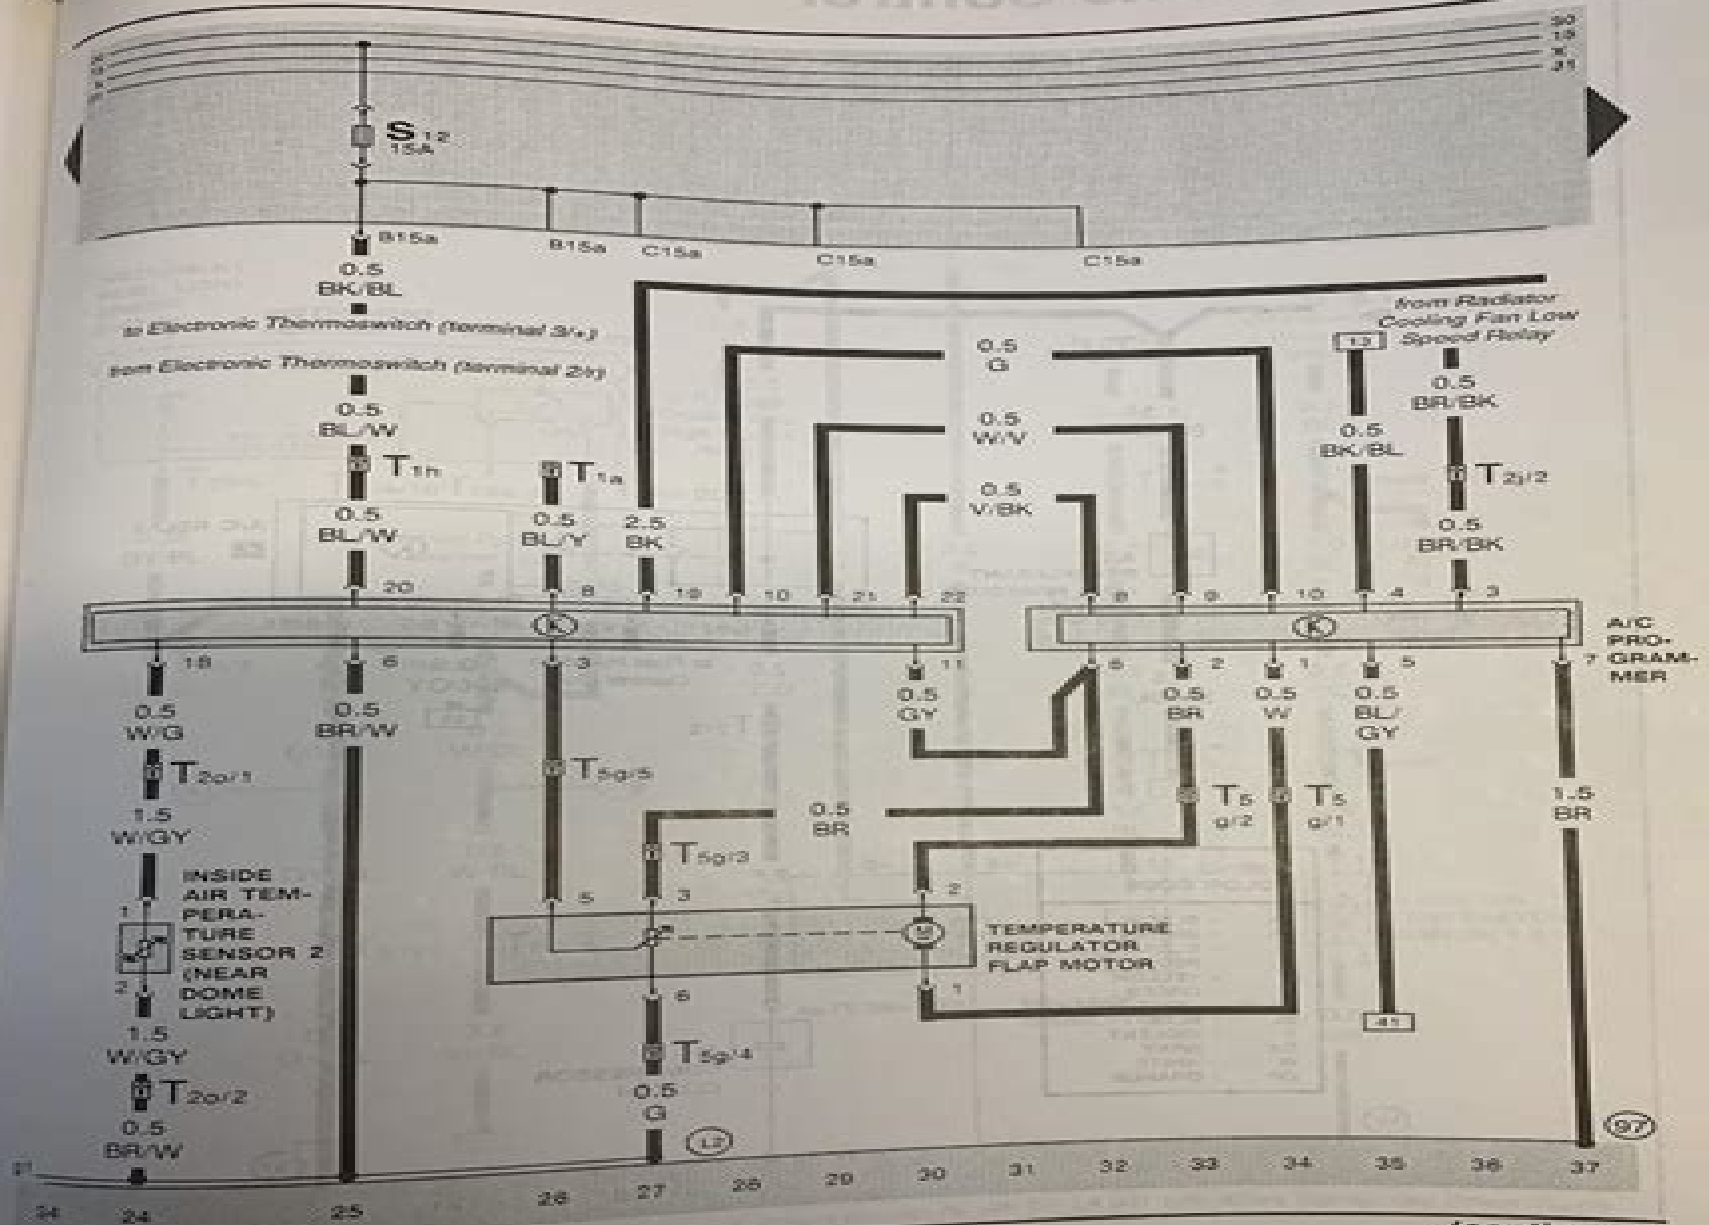 30
15
X
31
S 12
15A
B15a
B15a
C15a
C15a
C15a
0.5
BK/BL
to Electronic Thermoswitch (terminal 3/+)
from Electronic Thermoswitch (terminal
0.5
BL/W
T1h
T1a
0.5
BL/W
0.5
BL/Y
2.5
BK
0.5
G
0.5
W/V
0.5
V/BK
from Radiator
Cooling Fan Low
Speed Relay
13
0.5
BR/BK
0.5
BK/BL
T2j/2
0.5
BR/BK
20
8
19
10
21
22
8
9
10
4
3
K
K
A/C
PRO-
GRAM-
MER
18
6
3
11
6
2
1
5
7
0.5
W/G
0.5
BR/W
0.5
GY
0.5
BR
0.5
W
0.5
BL/
GY
T2o/1
T5g/5
T5
g/2
T5
g/1
1.5
BR
1.5
W/GY
0.5
BR
T5g/3
INSIDE
AIR TEM-
PERA-
TURE
SENSOR 2
(NEAR
DOME
LIGHT)
1
2
5
3
2
M
TEMPERATURE
REGULATOR
FLAP MOTOR
6
1
41
1.5
W/GY
T5g/4
T2o/2
0.5
G
0.5
BR/W
L2
97
31
24
25
26
27
28
29
30
31
32
33
34
35
36
37